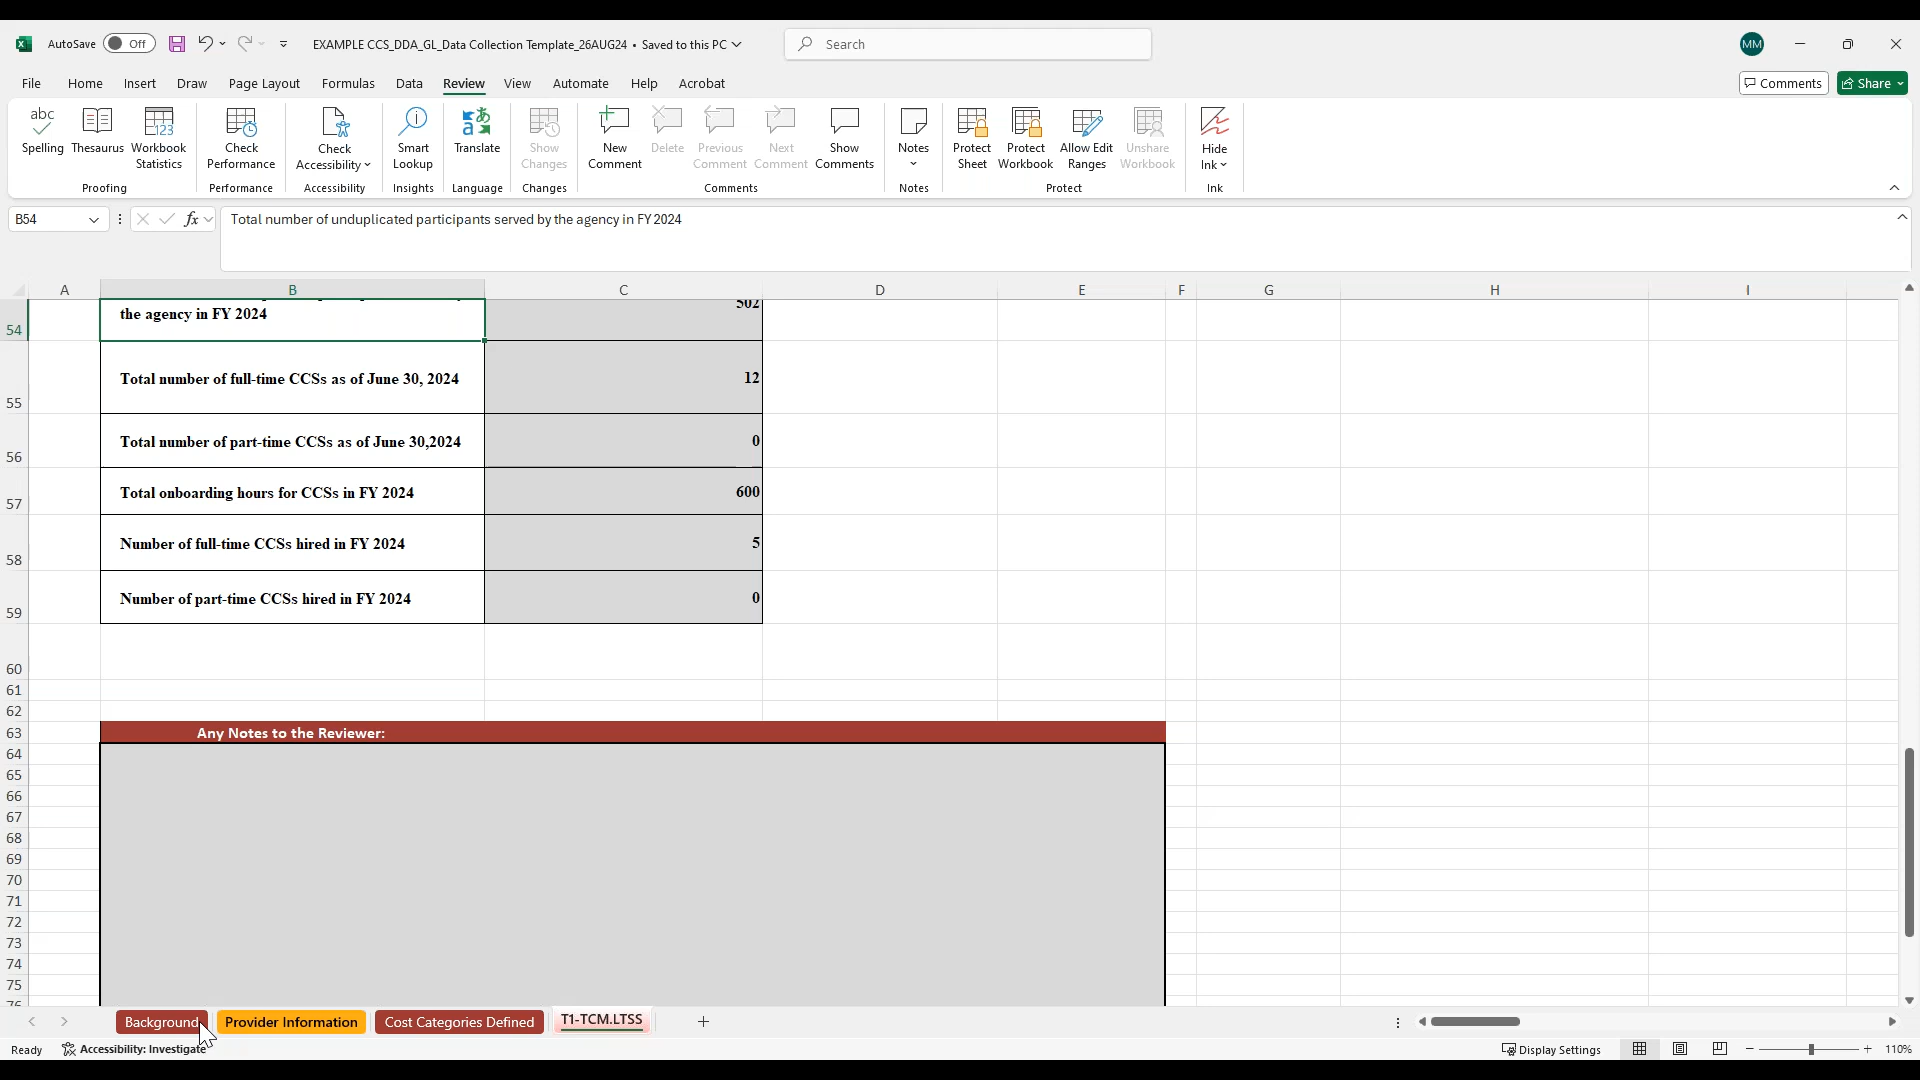 AutoSave Off EXAMPLE CCS_DDA_GL_Data Collection Template_26AUG24 • Saved to this PC Search MM
File Home Insert Draw Page Layout Formulas Data Review View Automate Help Acrobat Comments Share
abc
123
Spelling Thesaurus Workbook Statistics
Proofing
Check Performance
Performance
Check Accessibility
Accessibility
Smart Lookup
Insights
Translate
Language
Show Changes
Changes
New Comment Delete Previous Comment Next Comment Show Comments
Comments
Notes
Notes
Protect Sheet Protect Workbook Allow Edit Ranges Unshare Workbook
Protect
Hide Ink
Ink
B54 fx Total number of unduplicated participants served by the agency in FY 2024
A B C D E F G H I
502
54 the agency in FY 2024
55 Total number of full-time CCSs as of June 30, 2024 12
56 Total number of part-time CCSs as of June 30,2024 0
57 Total onboarding hours for CCSs in FY 2024 600
58 Number of full-time CCSs hired in FY 2024 5
59 Number of part-time CCSs hired in FY 2024 0
60
61
62
63 Any Notes to the Reviewer:
64
65
66
67
68
69
70
71
72
73
74
75
76
Background Provider Information Cost Categories Defined T1-TCM.LTSS
Ready Accessibility: Investigate Display Settings 110%